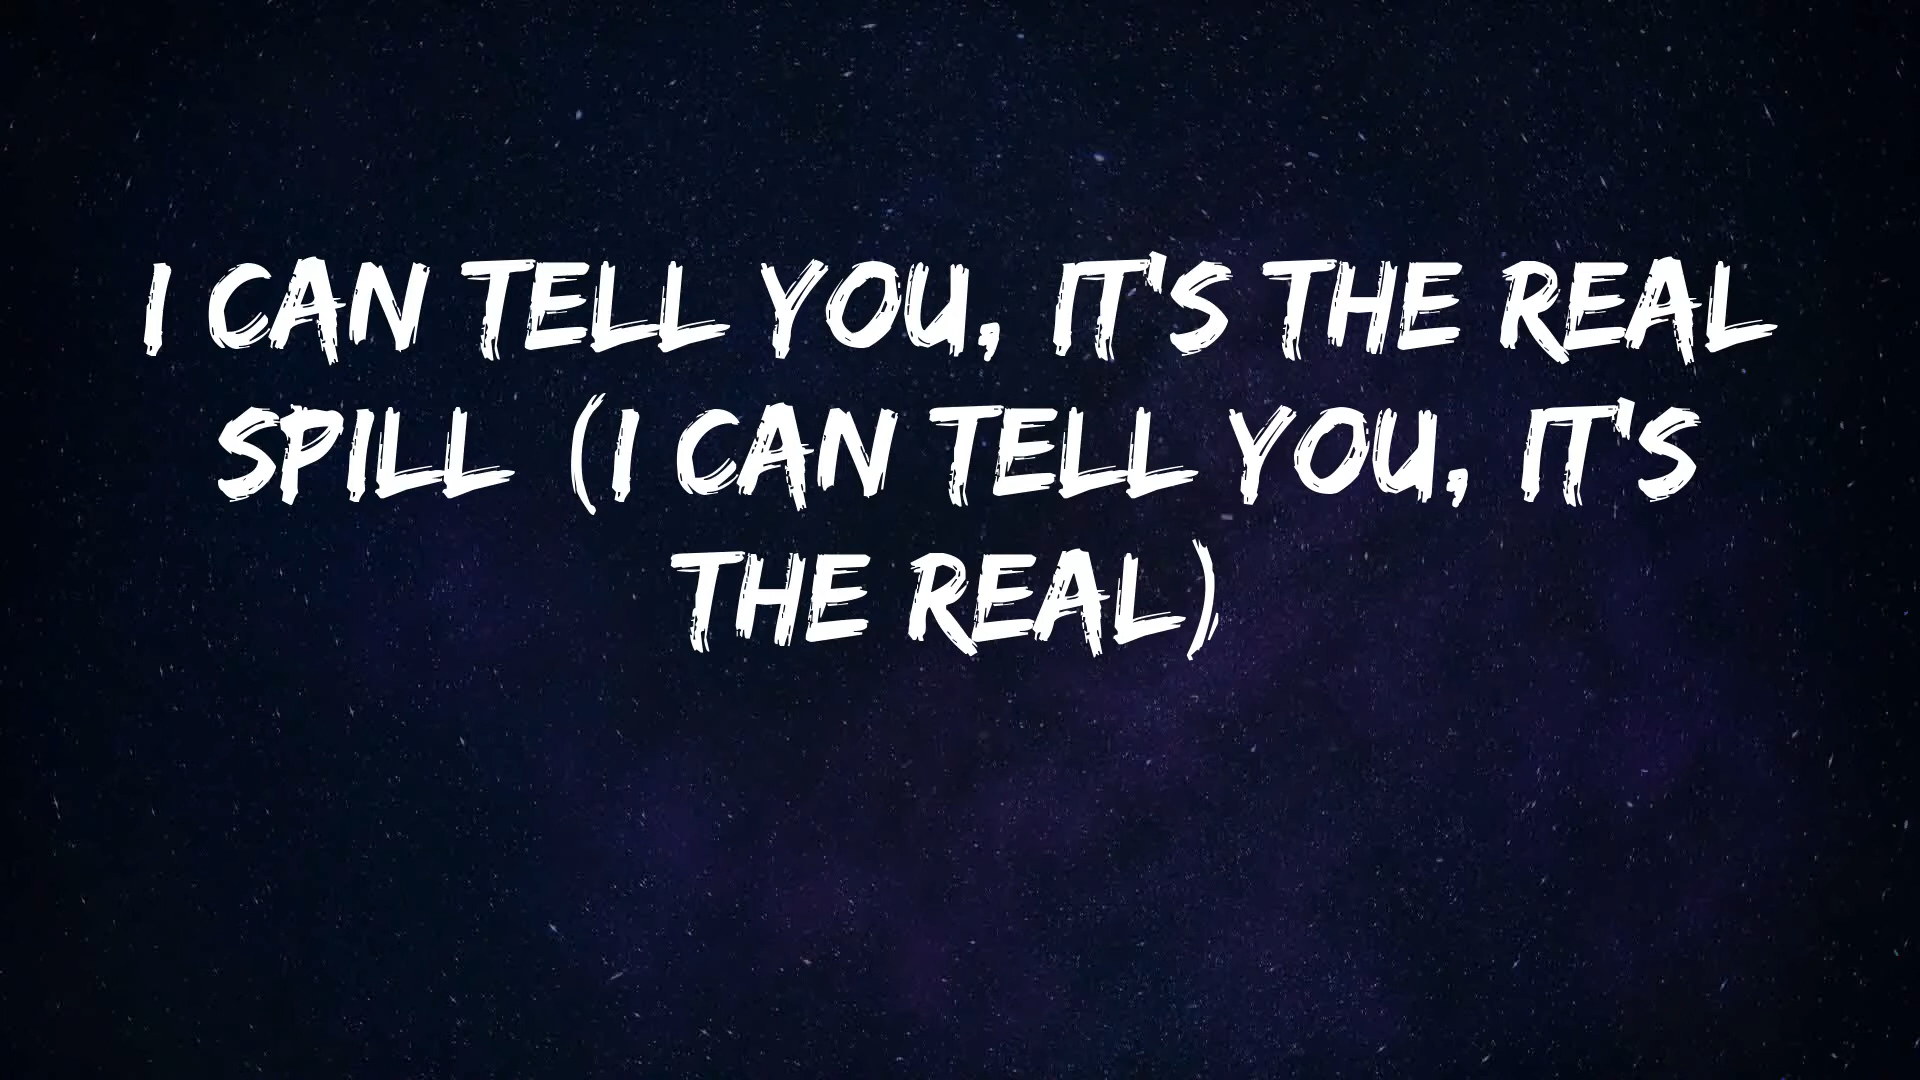 I CAN TELL YOU, IT'S THE REAL
SPILL (I CAN TELL YOU, IT'S
THE REAL)